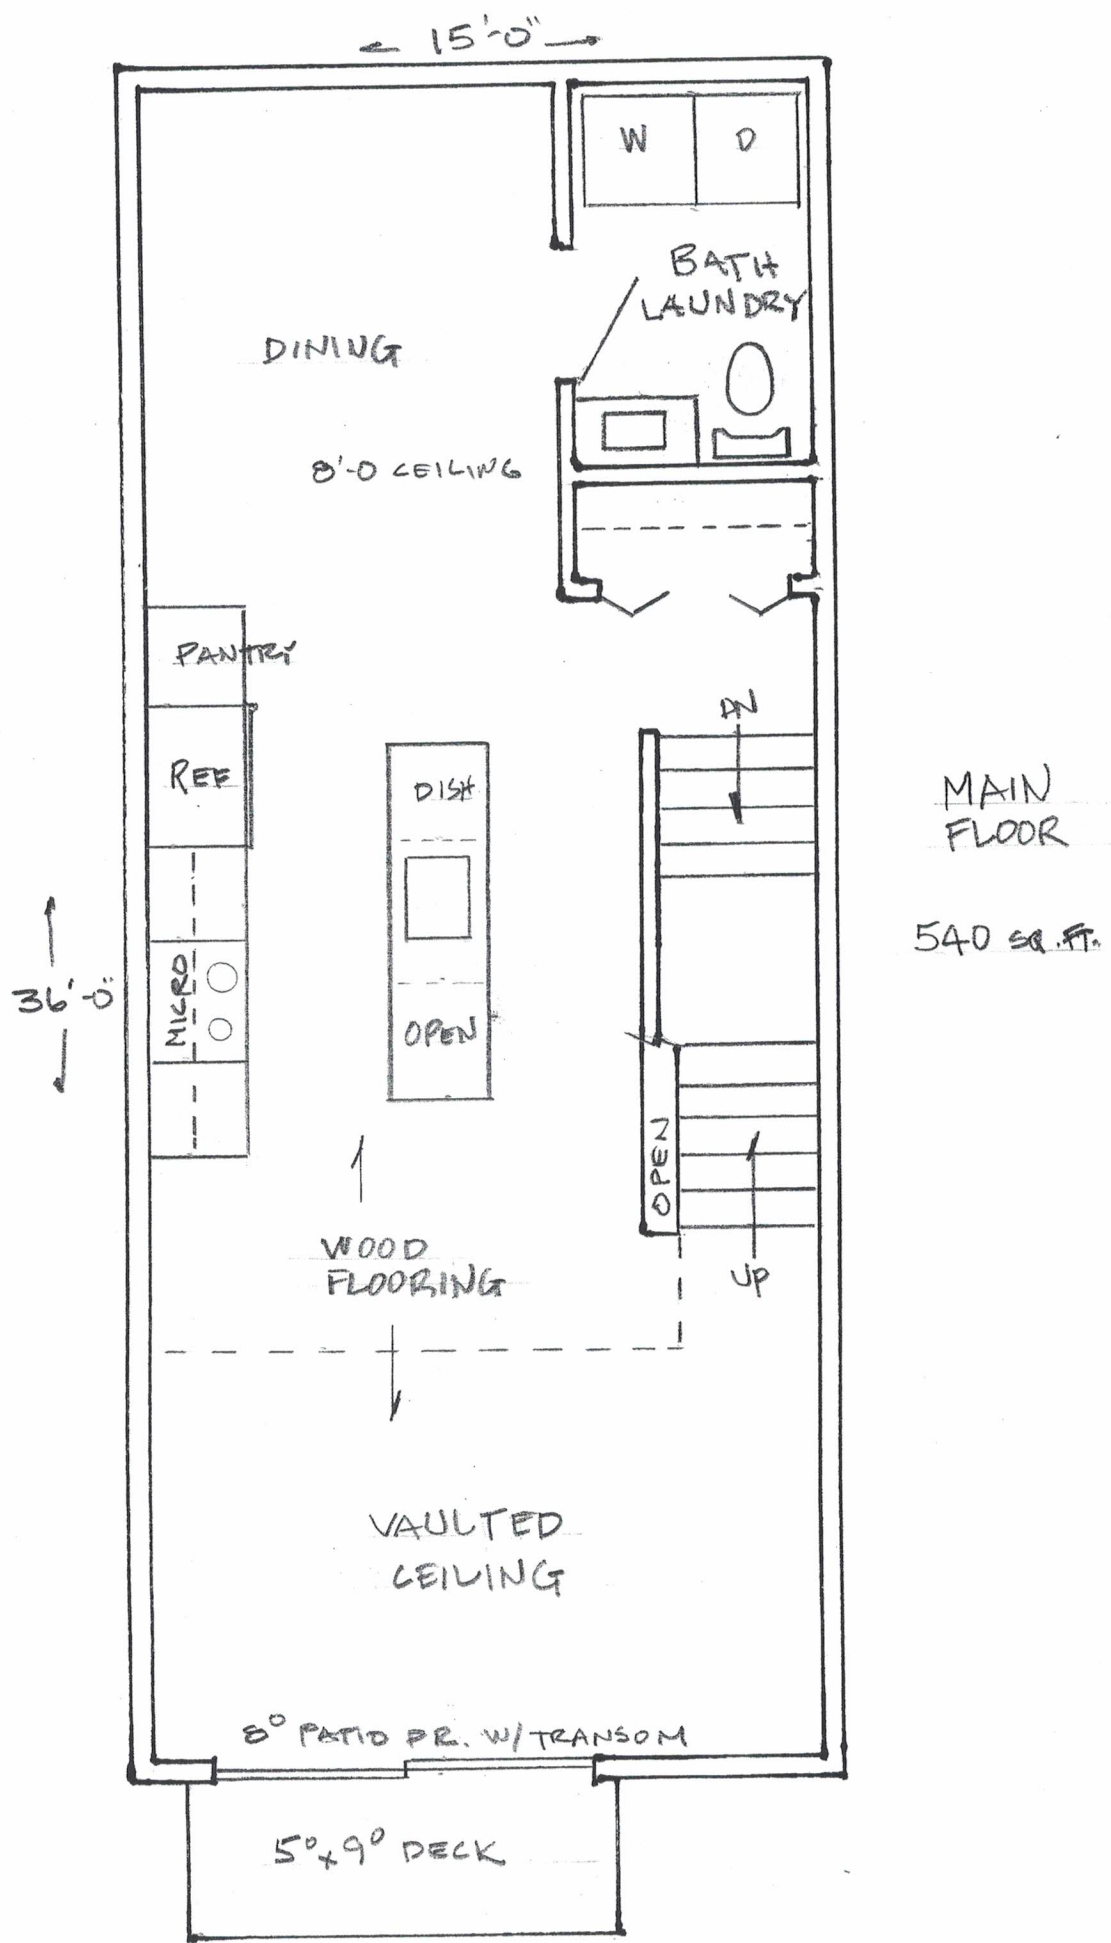 15'-0"
W D
BATH
LAUNDRY
DINING
8'-0 CEILING
PANTRY
REF
DISH
DN
MAIN
FLOOR
540 SQ.FT.
36'-0"
MICRO
OPEN
OPEN
WOOD
FLOORING
UP
VAULTED
CEILING
8⁰ PATIO DR. W/TRANSOM
5⁰x9⁰ DECK